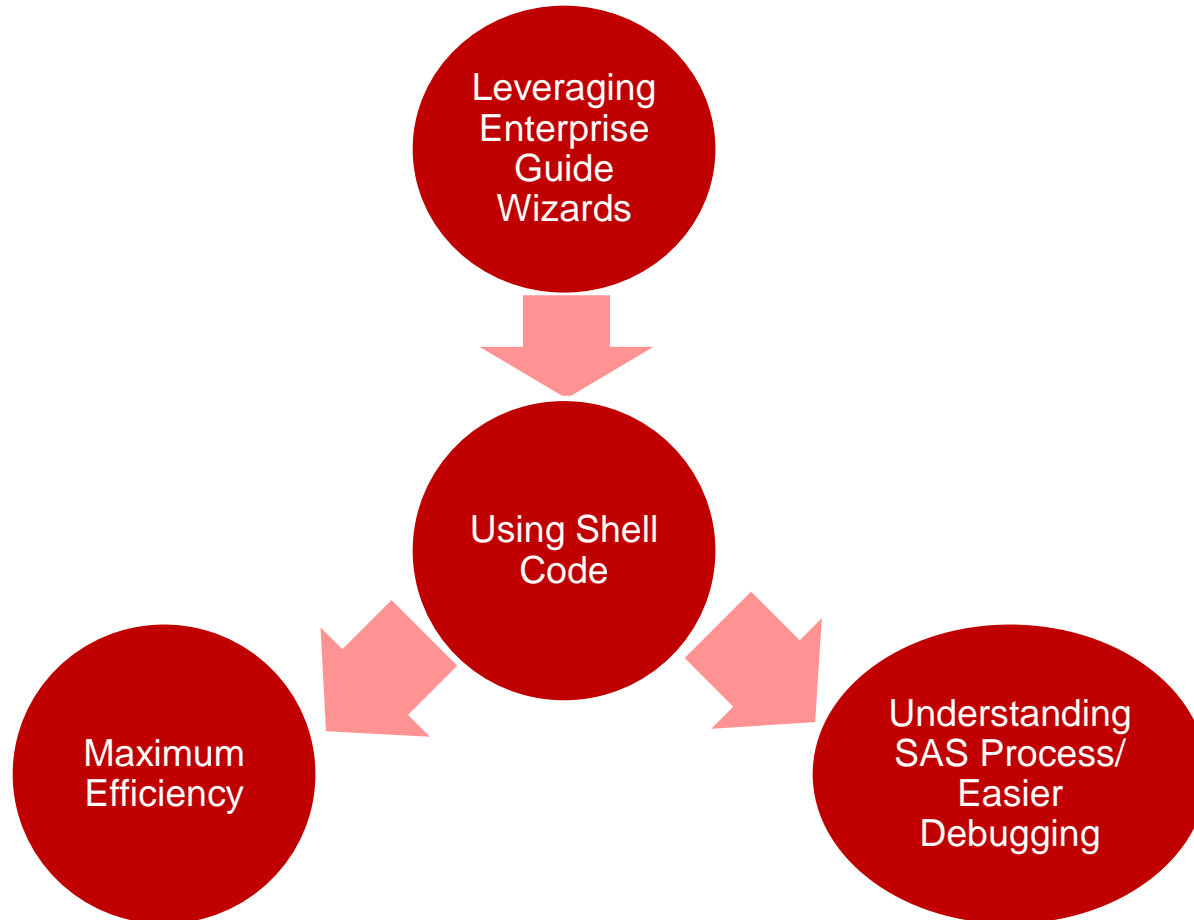 Leveraging
Enterprise
Guide
Wizards
Using Shell
Code
Maximum
Efficiency
Understanding
SAS Process/
Easier
Debugging